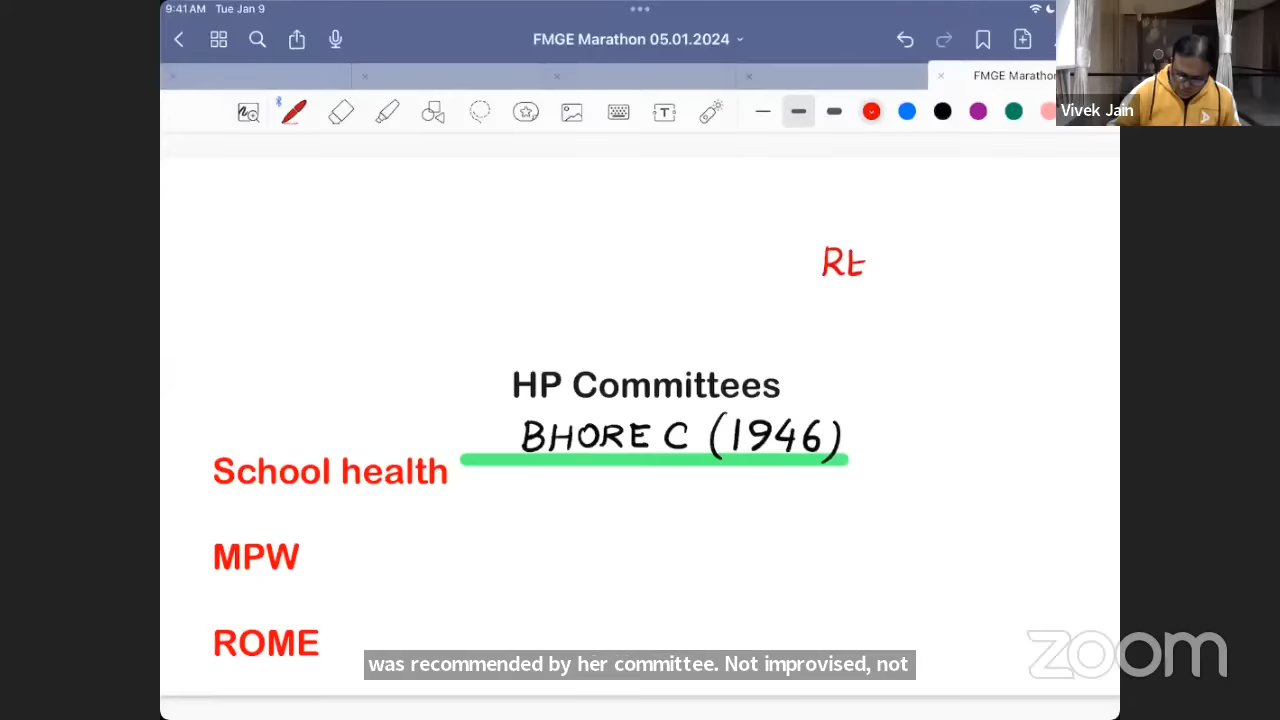 9:41 AM Tue Jan 9
FMGE Marathon 05.01.2024
FMGE Marathon
Vivek Jain
RE
HP Committees
BHORE C (1946)
School health
MPW
ROME
was recommended by her committee. Not improvised, not
zoom